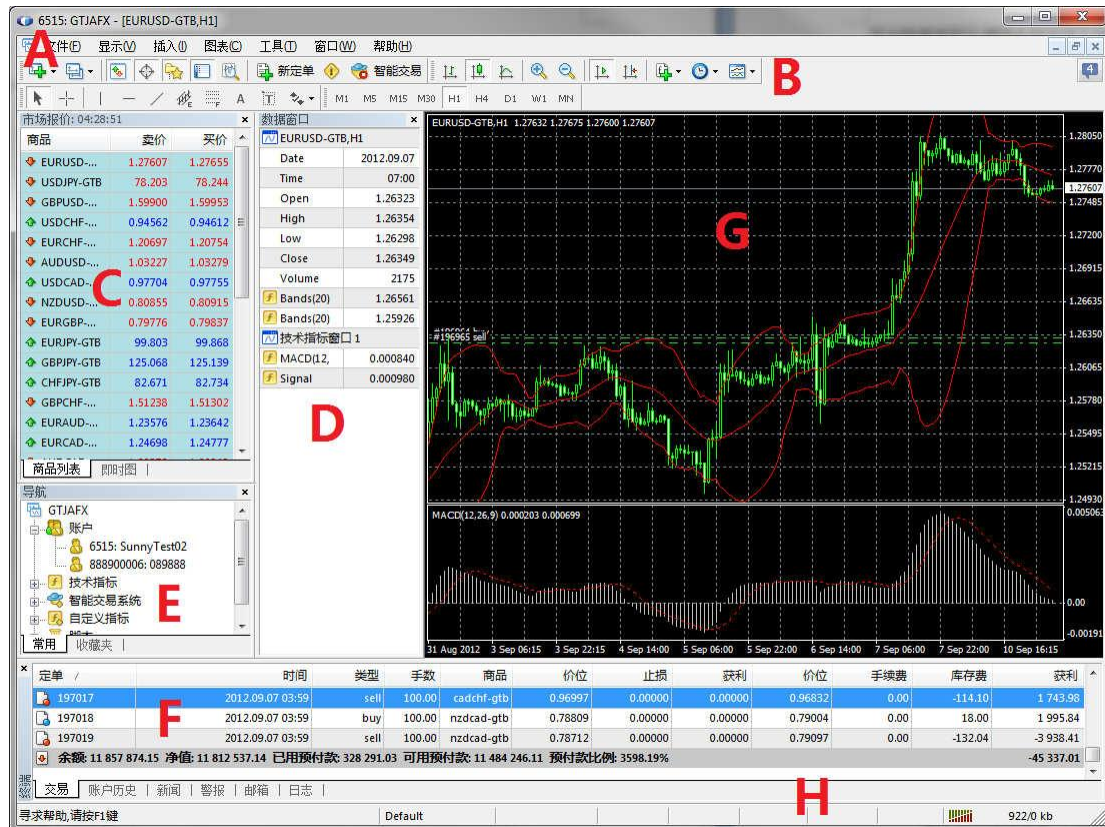 6515: GTJAFX - [EURUSD-GTB,H1]
A 文件(F) 显示(V) 插入(I) 图表(C) 工具(T) 窗口(W) 帮助(H)
新定单 智能交易 B 4
A T M1 M5 M15 M30 H1 H4 D1 W1 MN
市场报价: 04:28:51
商品 卖价 买价
EURUSD-... 1.27607 1.27655
USDJPY-GTB 78.203 78.244
GBPUSD-... 1.59900 1.59953
USDCHF-... 0.94562 0.94612
EURCHF-... 1.20697 1.20754
AUDUSD-... 1.03227 1.03279
USDCAD-... 0.97704 0.97755
C
NZDUSD-... 0.80855 0.80915
EURGBP-... 0.79776 0.79837
EURJPY-GTB 99.803 99.868
GBPJPY-GTB 125.068 125.139
CHFJPY-GTB 82.671 82.734
GBPCHF-... 1.51238 1.51302
EURAUD-... 1.23576 1.23642
EURCAD-... 1.24698 1.24777
商品列表 即时图
数据窗口
EURUSD-GTB,H1
Date 2012.09.07
Time 07:00
Open 1.26323
High 1.26354
Low 1.26298
Close 1.26349
Volume 2175
Bands(20) 1.26561
Bands(20) 1.25926
技术指标窗口 1
MACD(12, 0.000840
Signal 0.000980
D
EURUSD-GTB,H1 1.27632 1.27675 1.27600 1.27607
G
#196965 sell
1.28050
1.27770
1.27607
1.27485
1.27200
1.26915
1.26635
1.26350
1.26065
1.25780
1.25495
1.25215
1.24930
MACD(12,26,9) 0.000203 0.000699
0.005063
0.00
-0.00191
31 Aug 2012 3 Sep 06:15 3 Sep 22:15 4 Sep 14:00 5 Sep 06:00 5 Sep 22:00 6 Sep 14:00 7 Sep 06:00 7 Sep 22:00 10 Sep 16:15
导航
GTJAFX
账户
6515: SunnyTest02
888900006: 089888
技术指标
智能交易系统
E
自定义指标
常用 收藏夹
定单 / 时间 类型 手数 商品 价位 止损 获利 价位 手续费 库存费 获利
197017 2012.09.07 03:59 sell 100.00 cadchf-gtb 0.96997 0.00000 0.00000 0.96832 0.00 -114.10 1 743.98
197018 F 2012.09.07 03:59 buy 100.00 nzdcad-gtb 0.78809 0.00000 0.00000 0.79004 0.00 18.00 1 995.84
197019 2012.09.07 03:59 sell 100.00 nzdcad-gtb 0.78712 0.00000 0.00000 0.79097 0.00 -132.04 -3 938.41
余额: 11 857 874.15 净值: 11 812 537.14 已用预付款: 328 291.03 可用预付款: 11 484 246.11 预付款比例: 3598.19% -45 337.01
交易 账户历史 新闻 警报 邮箱 日志 H
寻求帮助,请按F1键 Default 922/0 kb